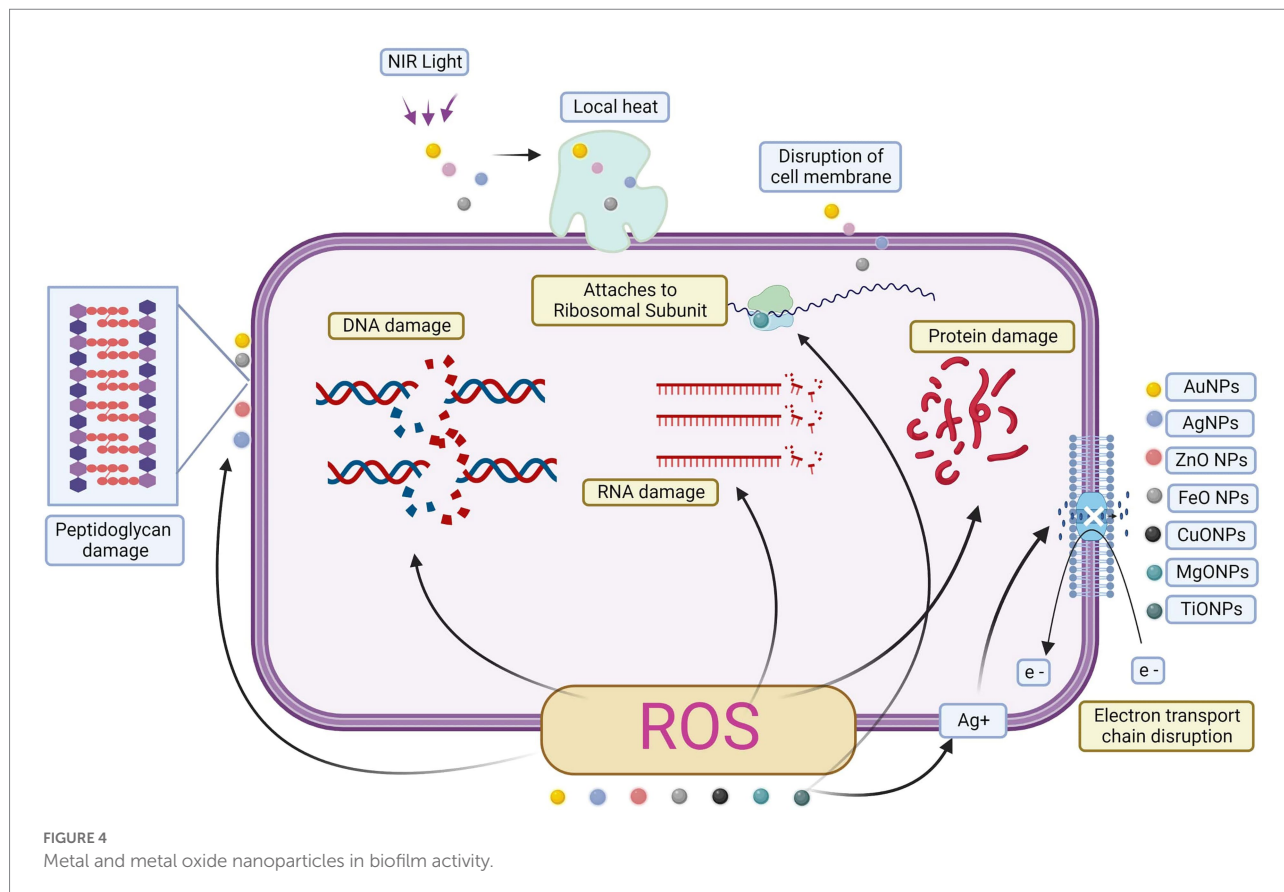 NIR Light
Local heat
Disruption of
cell membrane
Attaches to
Ribosomal Subunit
DNA damage
Protein damage
RNA damage
Peptidoglycan
damage
AuNPs
AgNPs
ZnO NPs
FeO NPs
CuONPs
MgONPs
TiONPs
e -
e -
Ag+
Electron transport
chain disruption
ROS
FIGURE 4
Metal and metal oxide nanoparticles in biofilm activity.